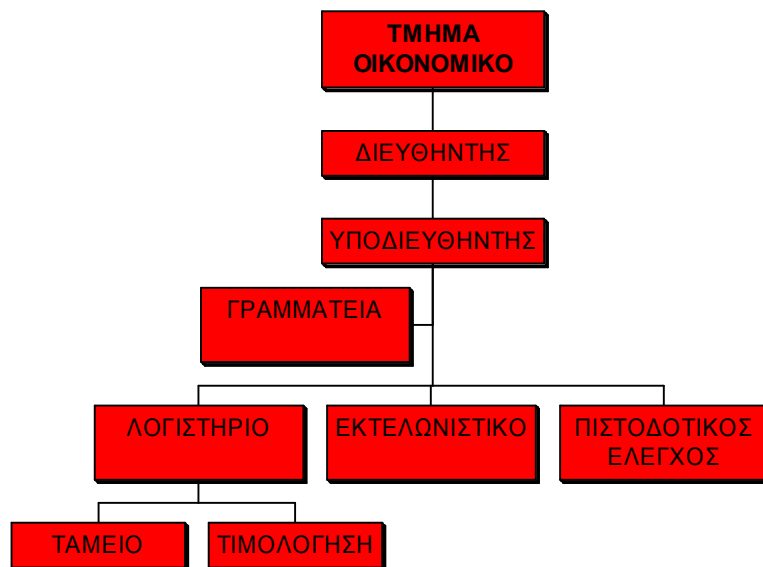 ΤΜΗΜΑ
ΟΙΚΟΝΟΜΙΚΟ
ΔΙΕΥΘΗΝΤΗΣ
ΥΠΟΔΙΕΥΘΗΝΤΗΣ
ΓΡΑΜΜΑΤΕΙΑ
ΛΟΓΙΣΤΗΡΙΟ
ΕΚΤΕΛΩΝΙΣΤΙΚΟ
ΠΙΣΤΟΔΟΤΙΚΟΣ
ΕΛΕΓΧΟΣ
ΤΑΜΕΙΟ
ΤΙΜΟΛΟΓΗΣΗ